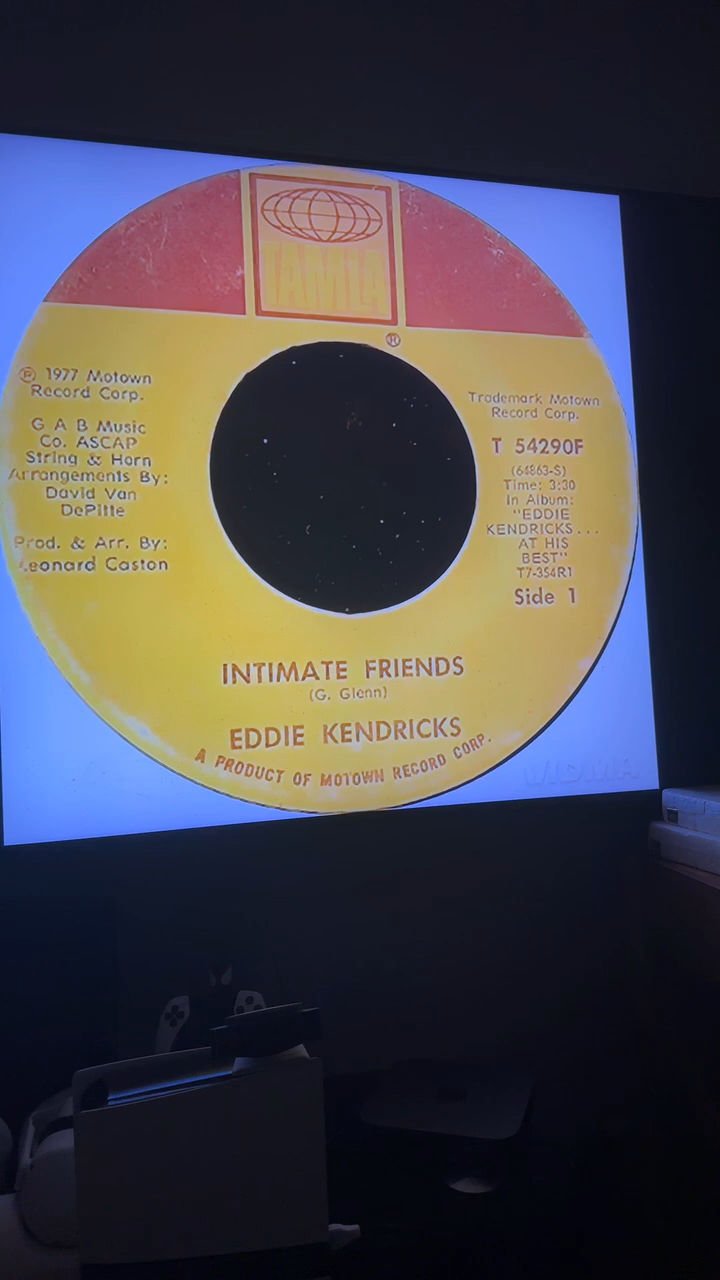 TAMLA
®
Ⓟ 1977 Motown
Record Corp.
G A B Music
Co. ASCAP
String & Horn
Arrangements By:
David Van
DePitte
Prod. & Arr. By:
Leonard Caston
Trademark Motown
Record Corp.
T 54290F
(64863-S)
Time: 3:30
In Album:
"EDDIE
KENDRICKS...
AT HIS
BEST"
T7-354R1
Side 1
INTIMATE FRIENDS
(G. Glenn)
EDDIE KENDRICKS
A PRODUCT OF MOTOWN RECORD CORP.